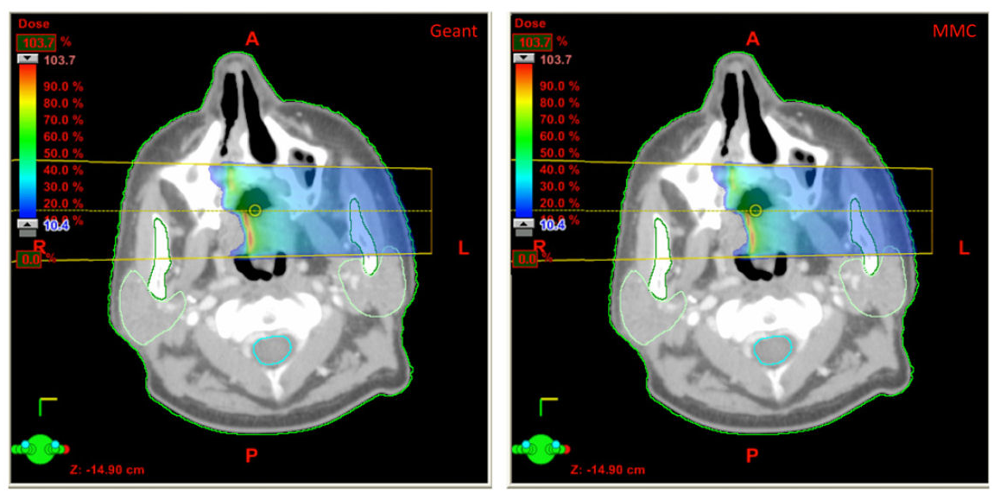 Dose
103.7 %
103.7
90.0 %
80.0 %
70.0 %
60.0 %
50.0 %
40.0 %
30.0 %
20.0 %
10.4
0.0 %
Geant
A
R
L
P
Z: -14.90 cm
Dose
103.7 %
103.7
90.0 %
80.0 %
70.0 %
60.0 %
50.0 %
40.0 %
30.0 %
20.0 %
10.4
0.0 %
MMC
A
R
L
P
Z: -14.90 cm